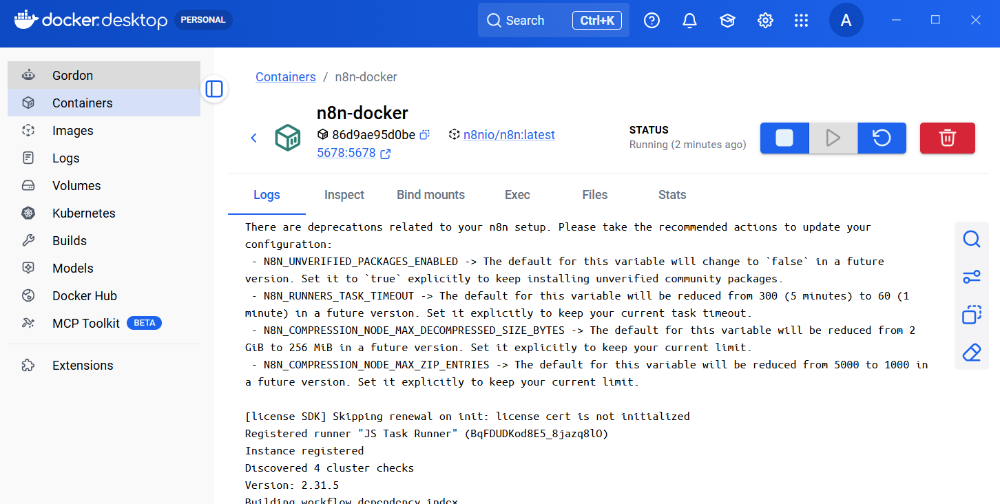 docker.desktop PERSONAL
Search Ctrl+K
A
Gordon
Containers
Images
Logs
Volumes
Kubernetes
Builds
Models
Docker Hub
MCP Toolkit BETA
Extensions
Containers / n8n-docker
n8n-docker
86d9ae95d0be n8nio/n8n:latest
5678:5678
STATUS
Running (2 minutes ago)
Logs Inspect Bind mounts Exec Files Stats
There are deprecations related to your n8n setup. Please take the recommended actions to update your
configuration:
- N8N_UNVERIFIED_PACKAGES_ENABLED -> The default for this variable will change to `false` in a future
version. Set it to `true` explicitly to keep installing unverified community packages.
- N8N_RUNNERS_TASK_TIMEOUT -> The default for this variable will be reduced from 300 (5 minutes) to 60 (1
minute) in a future version. Set it explicitly to keep your current task timeout.
- N8N_COMPRESSION_NODE_MAX_DECOMPRESSED_SIZE_BYTES -> The default for this variable will be reduced from 2
GiB to 256 MiB in a future version. Set it explicitly to keep your current limit.
- N8N_COMPRESSION_NODE_MAX_ZIP_ENTRIES -> The default for this variable will be reduced from 5000 to 1000 in
a future version. Set it explicitly to keep your current limit.
[license SDK] Skipping renewal on init: license cert is not initialized
Registered runner "JS Task Runner" (BqFDUDKod8E5_8jazq8lO)
Instance registered
Discovered 4 cluster checks
Version: 2.31.5
Building workflow dependency index